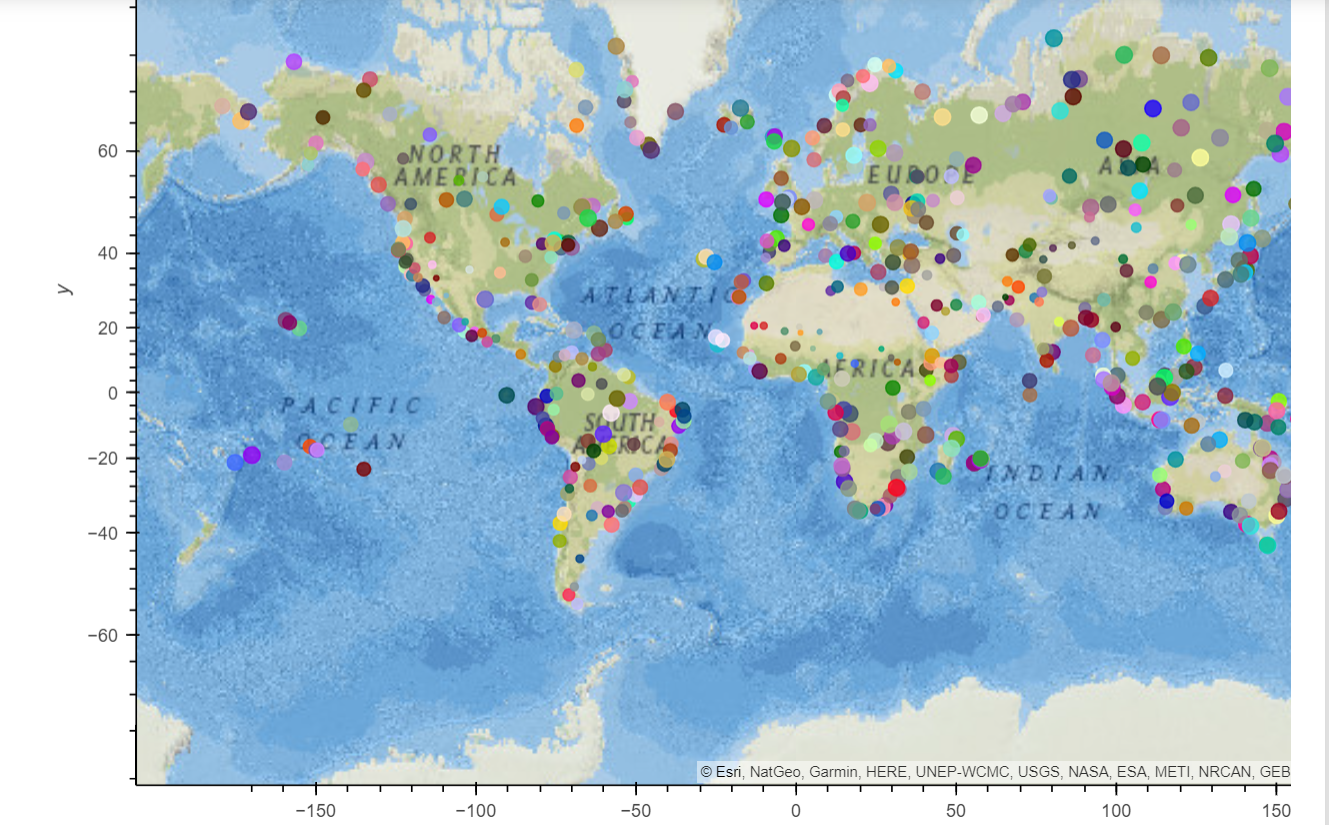 NORTH
AMERICA
EUROPE
ASIA
60
40
y
ATLANTIC
OCEAN
20
AFRICA
0
PACIFIC
OCEAN
SOUTH
AMERICA
−20
INDIAN
OCEAN
−40
−60
© Esri, NatGeo, Garmin, HERE, UNEP-WCMC, USGS, NASA, ESA, METI, NRCAN, GEB
−150 −100 −50 0 50 100 150